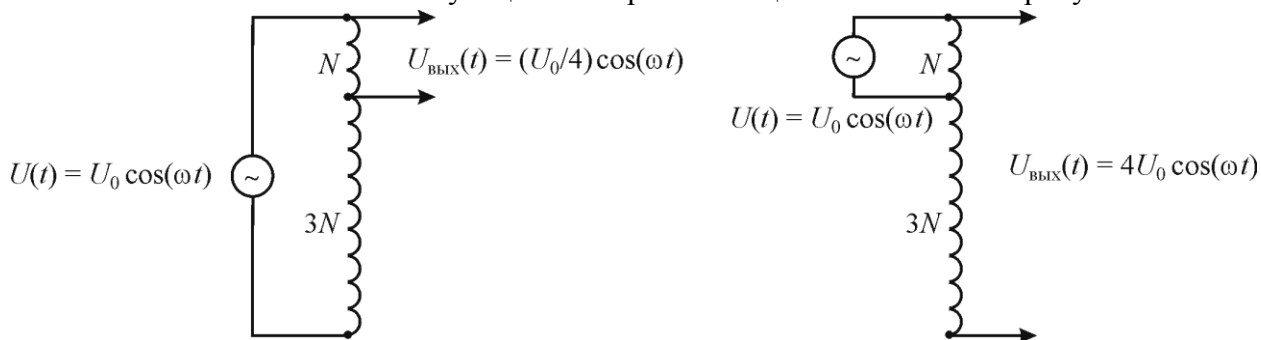 N
U_вых(t) = (U_0/4) cos(ωt)
U(t) = U_0 cos(ωt)
~
3N
~
N
U(t) = U_0 cos(ωt)
U_вых(t) = 4U_0 cos(ωt)
3N